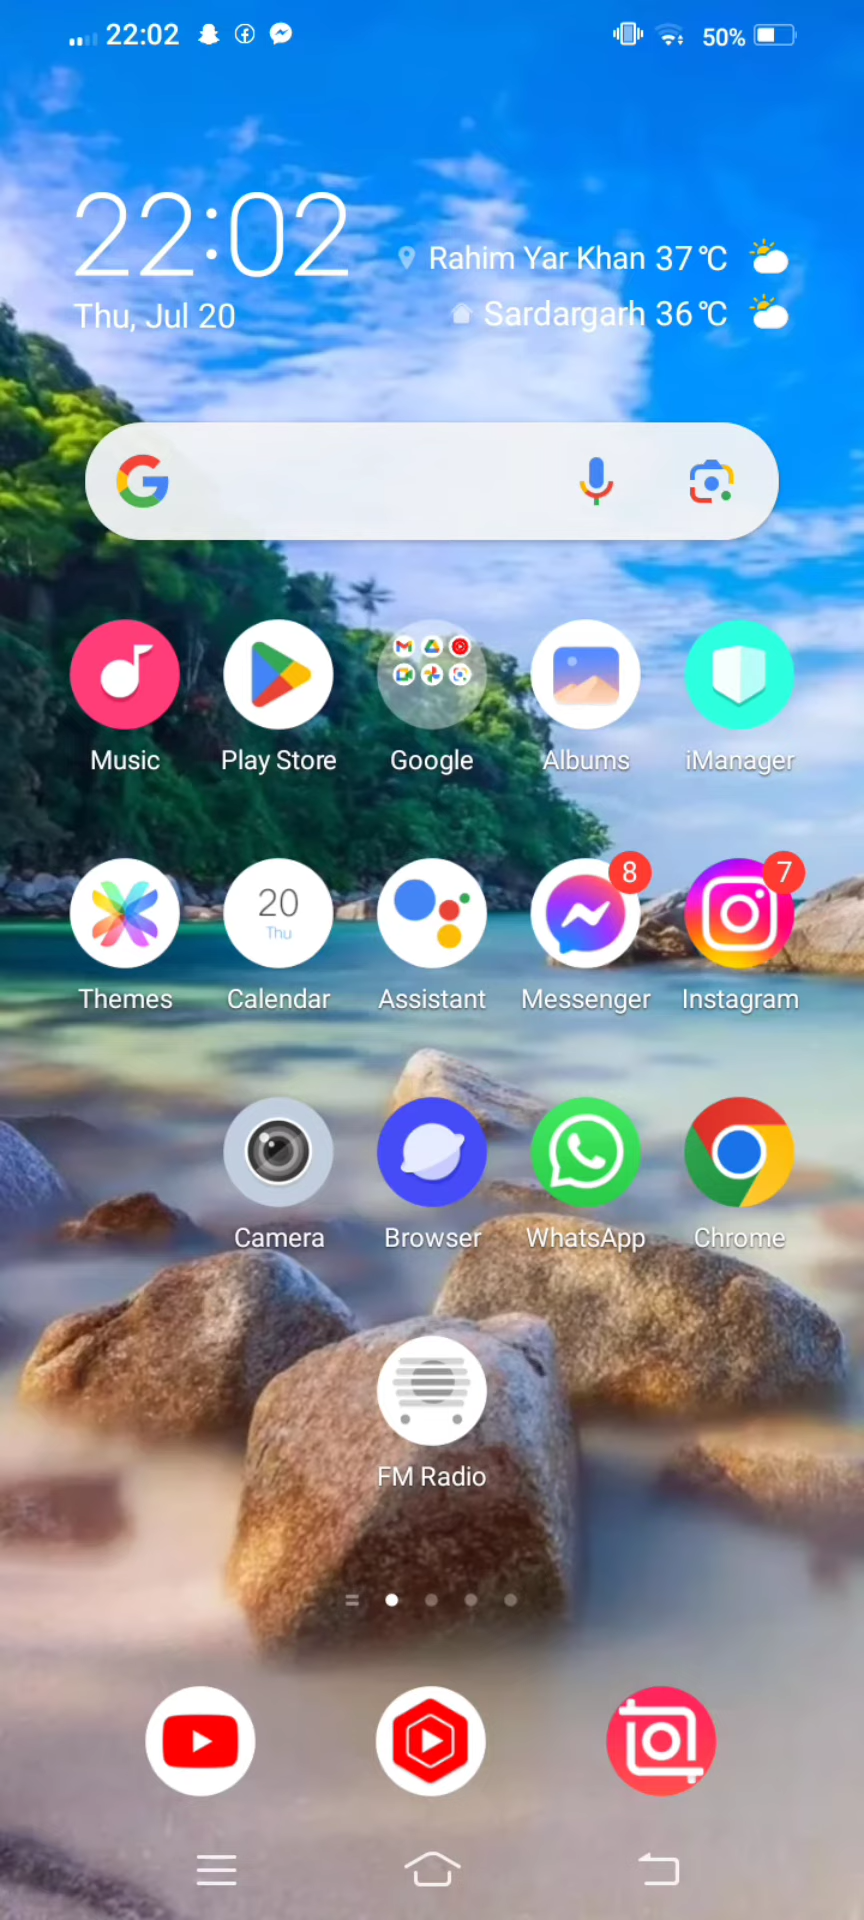 22:02
50%
22:02
Rahim Yar Khan 37℃
Thu, Jul 20
Sardargarh 36℃
Music
Play Store
Google
Albums
iManager
20
Thu
8
7
Themes
Calendar
Assistant
Messenger
Instagram
Camera
Browser
WhatsApp
Chrome
FM Radio